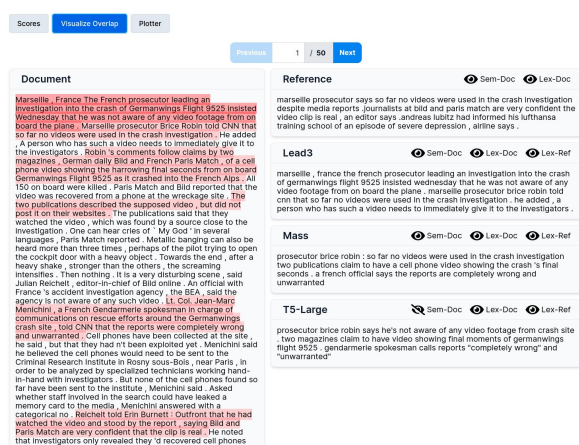 Scores Visualize Overlap Plotter
Previous 1 / 50 Next
Document
Marseille , France The French prosecutor leading an
investigation into the crash of Germanwings Flight 9525 insisted
Wednesday that he was not aware of any video footage from on
board the plane . Marseille prosecutor Brice Robin told CNN that
so far no videos were used in the crash investigation . He added
, A person who has such a video needs to immediately give it to
the investigators . Robin 's comments follow claims by two
magazines , German daily Bild and French Paris Match , of a cell
phone video showing the harrowing final seconds from on board
Germanwings Flight 9525 as it crashed into the French Alps . All
150 on board were killed . Paris Match and Bild reported that the
video was recovered from a phone at the wreckage site . The
two publications described the supposed video , but did not
post it on their websites . The publications said that they
watched the video , which was found by a source close to the
investigation . One can hear cries of ` My God ' in several
languages , Paris Match reported . Metallic banging can also be
heard more than three times , perhaps of the pilot trying to open
the cockpit door with a heavy object . Towards the end , after a
heavy shake , stronger than the others , the screaming
intensifies . Then nothing . It is a very disturbing scene , said
Julian Reichelt , editor-in-chief of Bild online . An official with
France 's accident investigation agency , the BEA , said the
agency is not aware of any such video . Lt. Col. Jean-Marc
Menichini , a French Gendarmerie spokesman in charge of
communications on rescue efforts around the Germanwings
crash site , told CNN that the reports were completely wrong
and unwarranted . Cell phones have been collected at the site ,
he said , but that they had n't been exploited yet . Menichini said
he believed the cell phones would need to be sent to the
Criminal Research Institute in Rosny sous-Bois , near Paris , in
order to be analyzed by specialized technicians working hand-
in-hand with investigators . But none of the cell phones found so
far have been sent to the institute , Menichini said . Asked
whether staff involved in the search could have leaked a
memory card to the media , Menichini answered with a
categorical no . Reichelt told Erin Burnett : Outfront that he had
watched the video and stood by the report , saying Bild and
Paris Match are very confident that the clip is real . He noted
that investigators only revealed they 'd recovered cell phones
Reference Sem-Doc Lex-Doc
marseille prosecutor says so far no videos were used in the crash investigation
despite media reports .journalists at bild and paris match are very confident the
video clip is real , an editor says .andreas lubitz had informed his lufthansa
training school of an episode of severe depression , airline says .
Lead3 Sem-Doc Lex-Doc Lex-Ref
marseille , france the french prosecutor leading an investigation into the crash
of germanwings flight 9525 insisted wednesday that he was not aware of any
video footage from on board the plane . marseille prosecutor brice robin told
cnn that so far no videos were used in the crash investigation . he added , a
person who has such a video needs to immediately give it to the investigators .
Mass Sem-Doc Lex-Doc Lex-Ref
prosecutor brice robin : so far no videos were used in the crash investigation
two publications claim to have a cell phone video showing the crash 's final
seconds . a french official says the reports are completely wrong and
unwarranted
T5-Large Sem-Doc Lex-Doc Lex-Ref
prosecutor brice robin says he's not aware of any video footage from crash site
. two magazines claim to have video showing final moments of germanwings
flight 9525 . gendarmerie spokesman calls reports "completely wrong" and
"unwarranted"